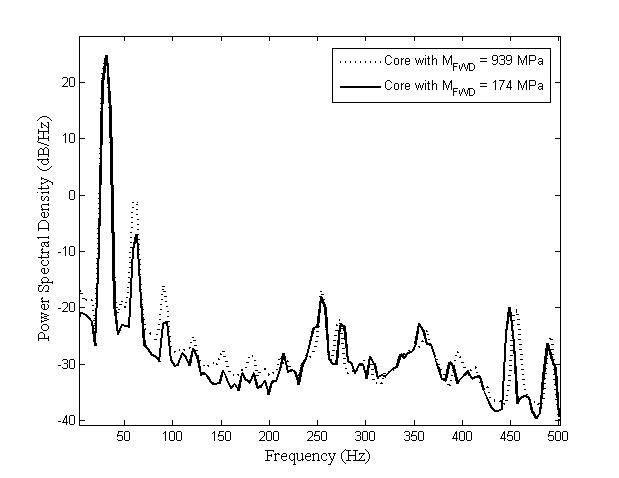 Core with M_FWD = 939 MPa
Core with M_FWD = 174 MPa
20
10
0
-10
-20
-30
-40
Power Spectral Density (dB/Hz)
50 100 150 200 250 300 350 400 450 500
Frequency (Hz)